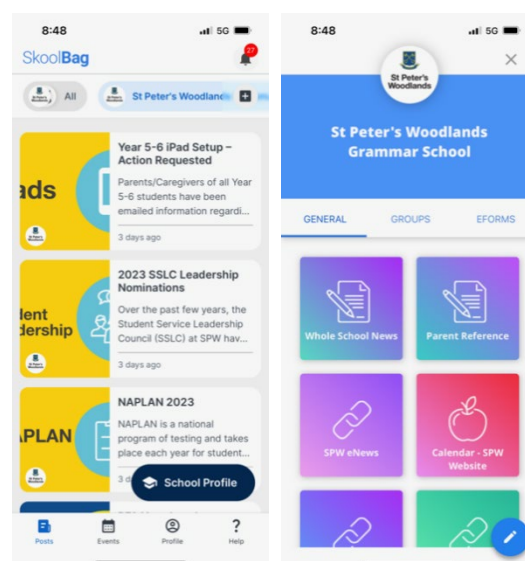 8:48
5G
SkoolBag
27
All
St Peter's Woodlands
Year 5-6 iPad Setup –
Action Requested
Parents/Caregivers of all Year
5-6 students have been
emailed information regardi...
3 days ago
ads
2023 SSLC Leadership
Nominations
Over the past few years, the
Student Service Leadership
Council (SSLC) at SPW hav...
3 days ago
dent
dership
NAPLAN 2023
NAPLAN is a national
program of testing and takes
place each year for student...
3 d
APLAN
School Profile
Posts
Events
Profile
Help
8:48
5G
St Peter's
Woodlands
St Peter's Woodlands
Grammar School
GENERAL
GROUPS
EFORMS
Whole School News
Parent Reference
SPW eNews
Calendar - SPW
Website